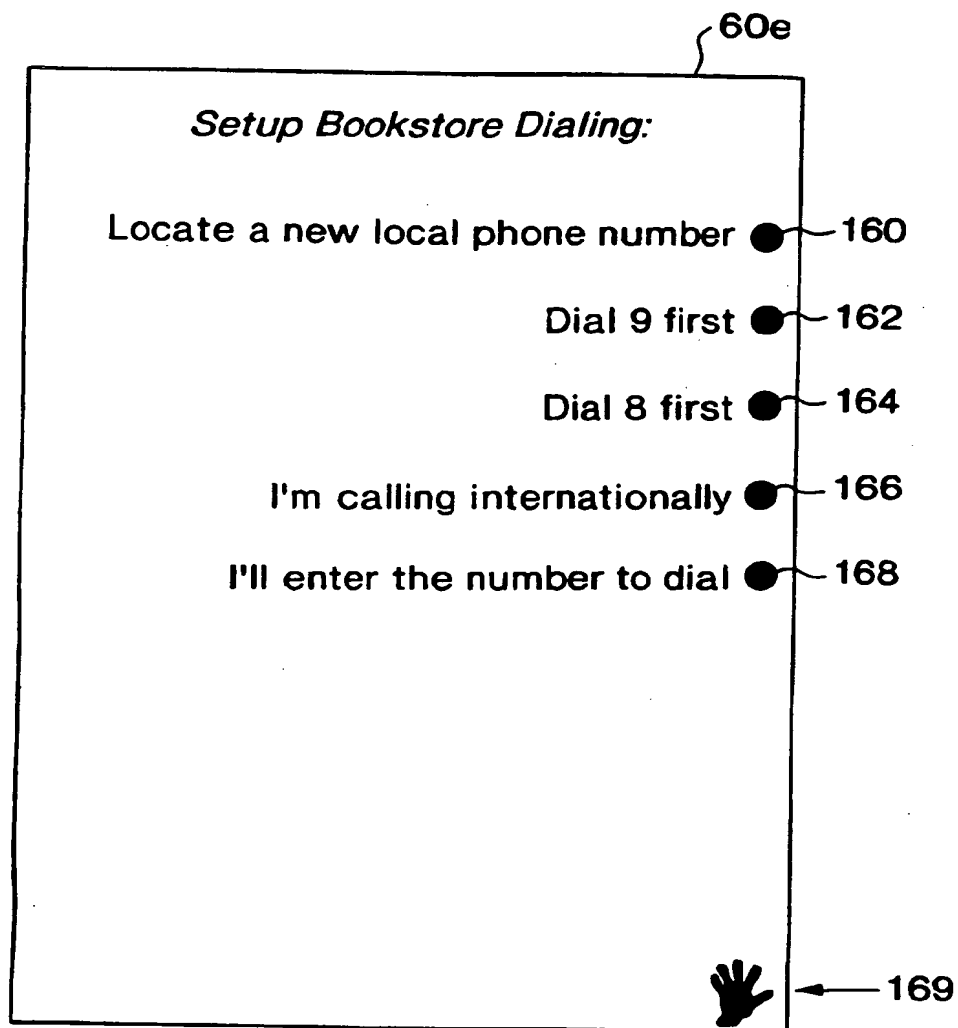 60e
Setup Bookstore Dialing:
Locate a new local phone number 160
Dial 9 first 162
Dial 8 first 164
I'm calling internationally 166
I'll enter the number to dial 168
169